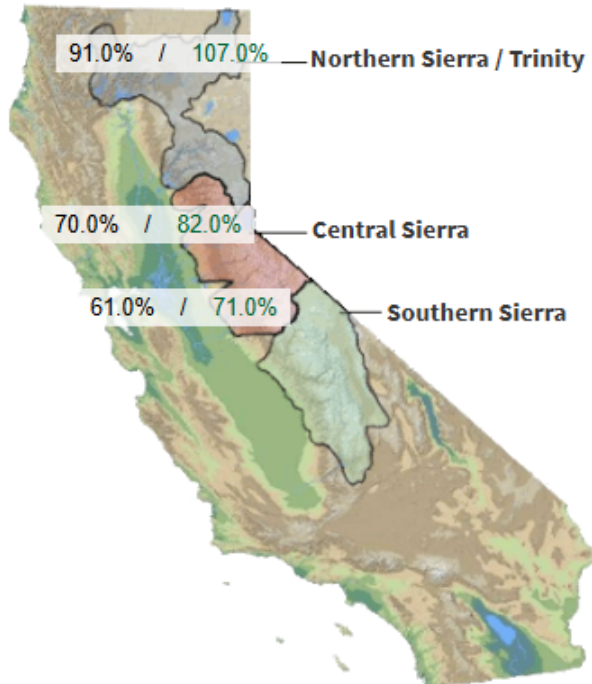 91.0% / 107.0% Northern Sierra / Trinity
70.0% / 82.0% Central Sierra
61.0% / 71.0% Southern Sierra